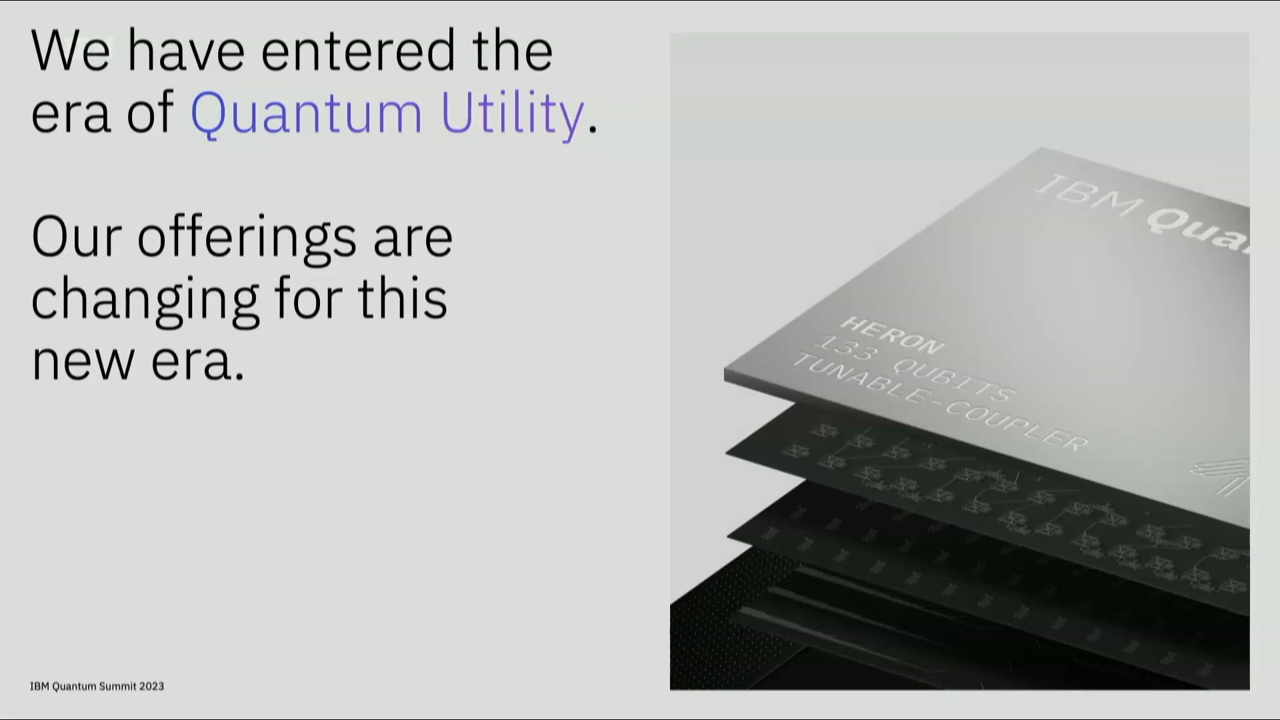 We have entered the
era of Quantum Utility.
Our offerings are
changing for this
new era.
IBM Qua
HERON
133 QUBITS
TUNABLE-COUPLER
IBM Quantum Summit 2023